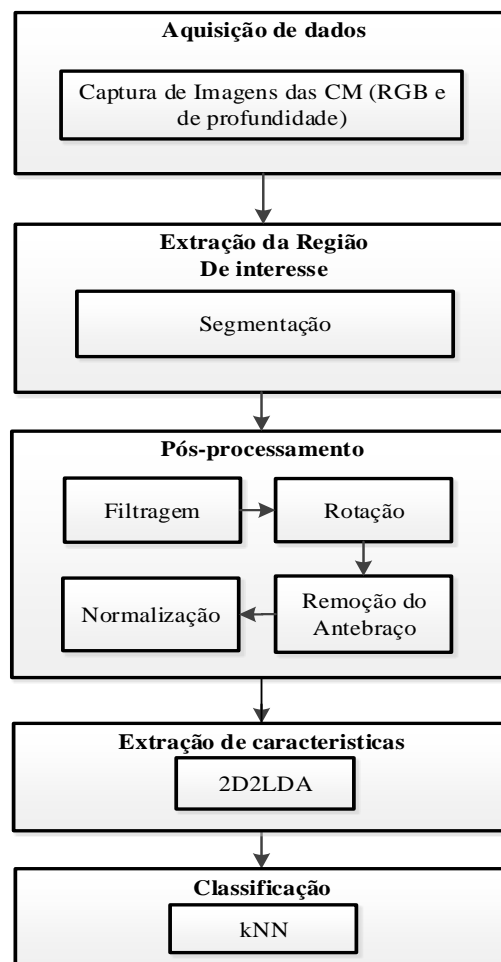 Aquisição de dados
Captura de Imagens das CM (RGB e
de profundidade)
Extração da Região
De interesse
Segmentação
Pós-processamento
Filtragem
Rotação
Remoção do
Antebraço
Normalização
Extração de caracteristicas
2D2LDA
Classificação
kNN